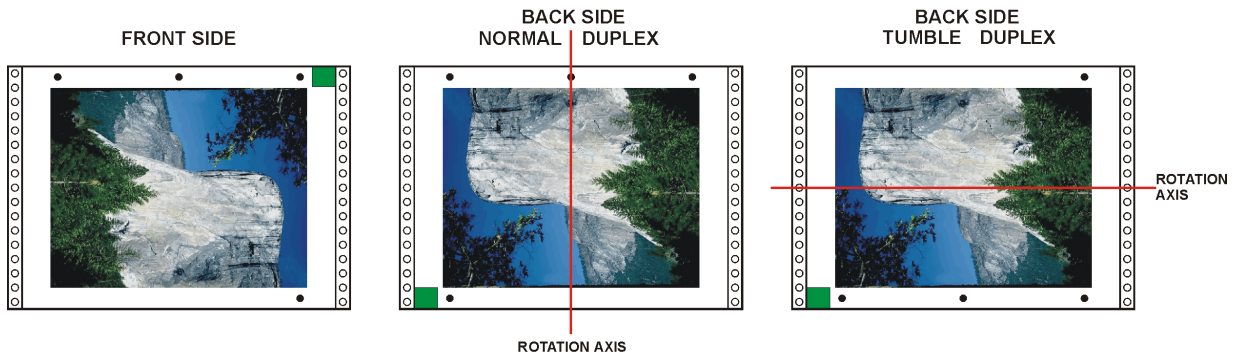 FRONT SIDE
BACK SIDE
NORMAL DUPLEX
BACK SIDE
TUMBLE DUPLEX
ROTATION
AXIS
ROTATION AXIS